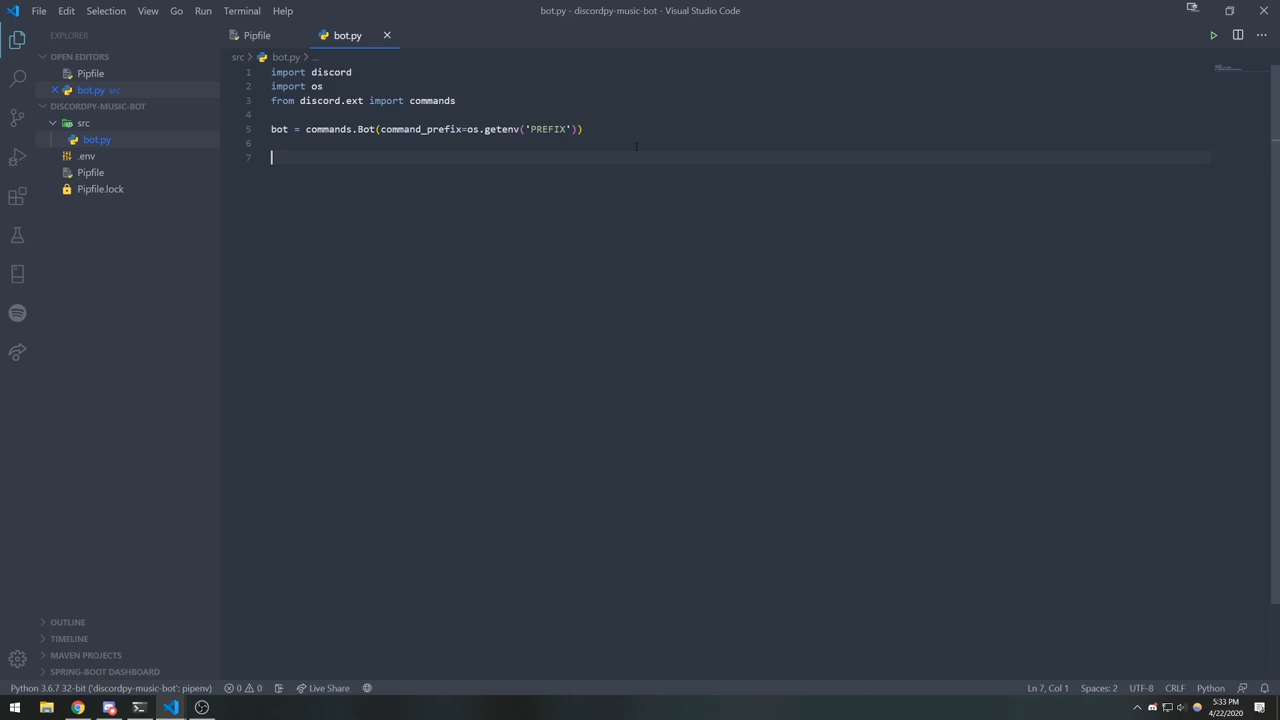 File Edit Selection View Go Run Terminal Help
bot.py - discordpy-music-bot - Visual Studio Code
EXPLORER
Pipfile
bot.py
OPEN EDITORS
Pipfile
bot.py src
DISCORDPY-MUSIC-BOT
src
bot.py
.env
Pipfile
Pipfile.lock
src > bot.py > ...
1 import discord
2 import os
3 from discord.ext import commands
4
5 bot = commands.Bot(command_prefix=os.getenv('PREFIX'))
6
7
OUTLINE
TIMELINE
MAVEN PROJECTS
SPRING-BOOT DASHBOARD
Python 3.6.7 32-bit ('discordpy-music-bot': pipenv) 0 0 Live Share
Ln 7, Col 1 Spaces: 2 UTF-8 CRLF Python
5:33 PM
4/22/2020